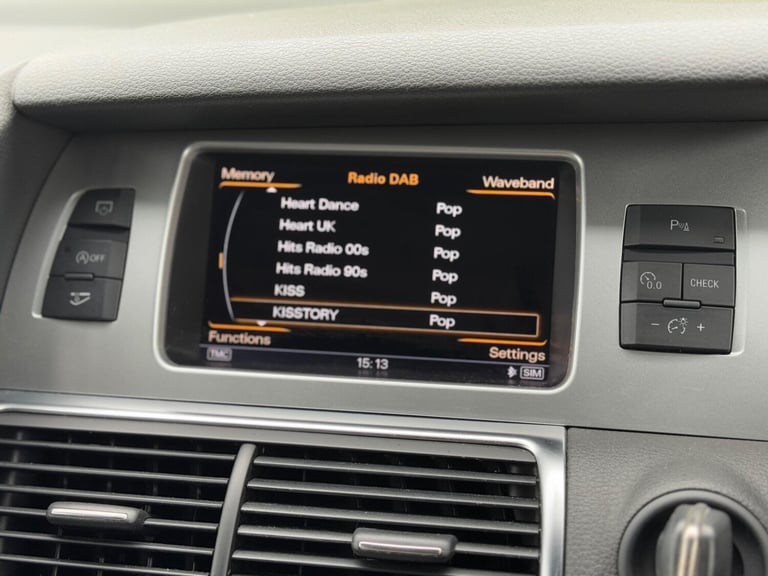 Memory Radio DAB Waveband
Heart Dance Pop
Heart UK Pop
Hits Radio 00s Pop
Hits Radio 90s Pop
KISS Pop
KISSTORY Pop
Functions Settings
TMC 15:13 SIM
OFF
P
0.0 CHECK
- +